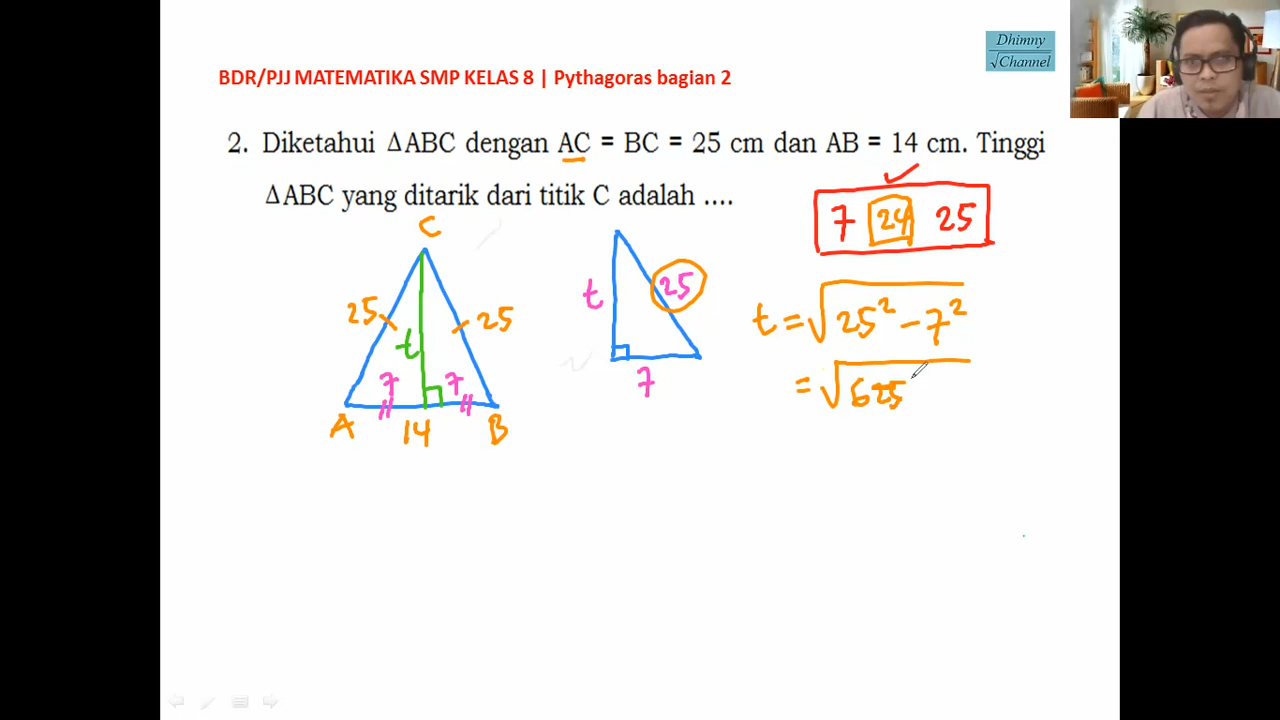 Dhimny
√Channel
BDR/PJJ MATEMATIKA SMP KELAS 8 | Pythagoras bagian 2
2. Diketahui ΔABC dengan AC = BC = 25 cm dan AB = 14 cm. Tinggi
ΔABC yang ditarik dari titik C adalah ....
7 24 25
C
25 25
t
7 7
A 14 B
t 25
7
t = √25² − 7²
= √625